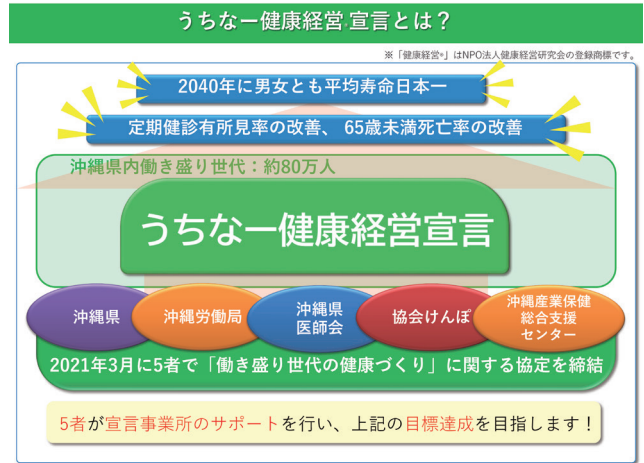 うちなー健康経営宣言とは？
※「健康経営®」はNPO法人健康経営研究会の登録商標です。
2040年に男女とも平均寿命日本一
定期健診有所見率の改善、65歳未満死亡率の改善
沖縄県内働き盛り世代：約80万人
うちなー健康経営宣言
沖縄県
沖縄労働局
沖縄県
医師会
協会けんぽ
沖縄産業保健
総合支援
センター
2021年3月に5者で「働き盛り世代の健康づくり」に関する協定を締結
5者が宣言事業所のサポートを行い、上記の目標達成を目指します！